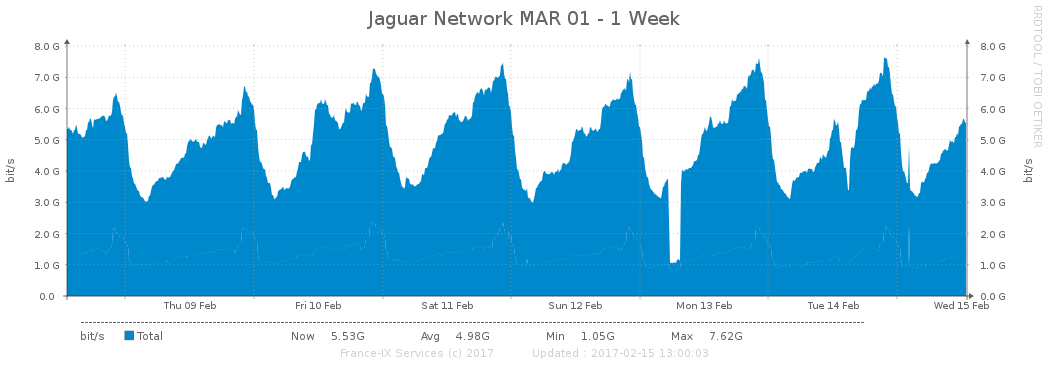 Jaguar Network MAR 01 - 1 Week
RRDTOOL / TOBI OETIKER
bit/s
8.0 G 8.0 G
7.0 G 7.0 G
6.0 G 6.0 G
5.0 G 5.0 G
4.0 G 4.0 G
3.0 G 3.0 G
2.0 G 2.0 G
1.0 G 1.0 G
0.0 0.0 G
bit/s
Thu 09 Feb Fri 10 Feb Sat 11 Feb Sun 12 Feb Mon 13 Feb Tue 14 Feb Wed 15 Feb
bit/s Total Now 5.53G Avg 4.98G Min 1.05G Max 7.62G
France-IX Services (c) 2017 Updated : 2017-02-15 13:00:03